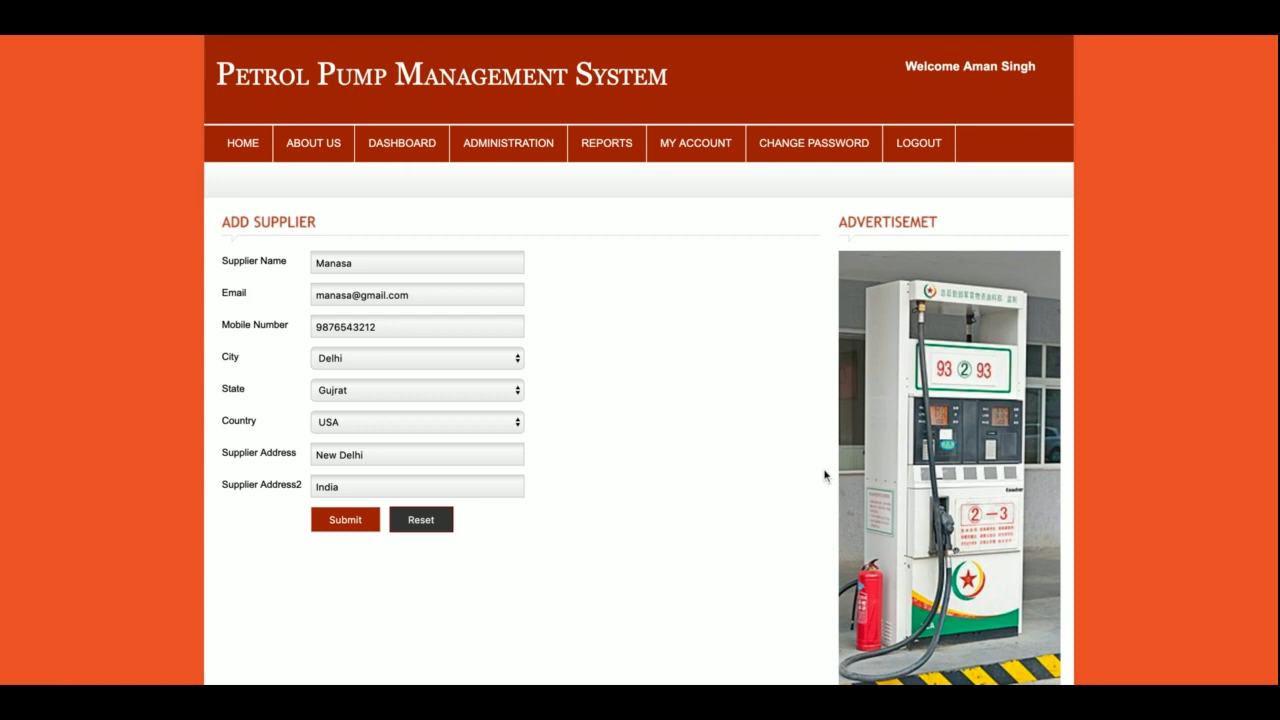 PETROL PUMP MANAGEMENT SYSTEM
Welcome Aman Singh
HOME ABOUT US DASHBOARD ADMINISTRATION REPORTS MY ACCOUNT CHANGE PASSWORD LOGOUT
ADD SUPPLIER
Supplier Name Manasa
Email manasa@gmail.com
Mobile Number 9876543212
City Delhi
State Gujrat
Country USA
Supplier Address New Delhi
Supplier Address2 India
Submit Reset
ADVERTISEMET
93 2 93
2-3